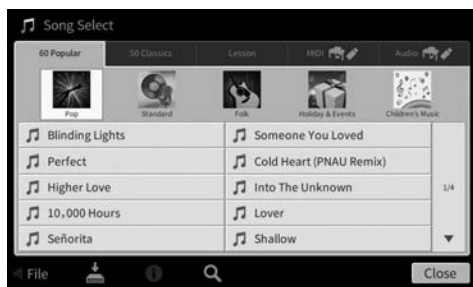 Song Select
60 Popular
50 Classics
Lesson
MIDI
Audio
Pop
Standard
Folk
Holiday & Events
Children's Music
Blinding Lights
Someone You Loved
Perfect
Cold Heart (PNAU Remix)
Higher Love
Into The Unknown
1/4
10,000 Hours
Lover
Señorita
Shallow
File
Close